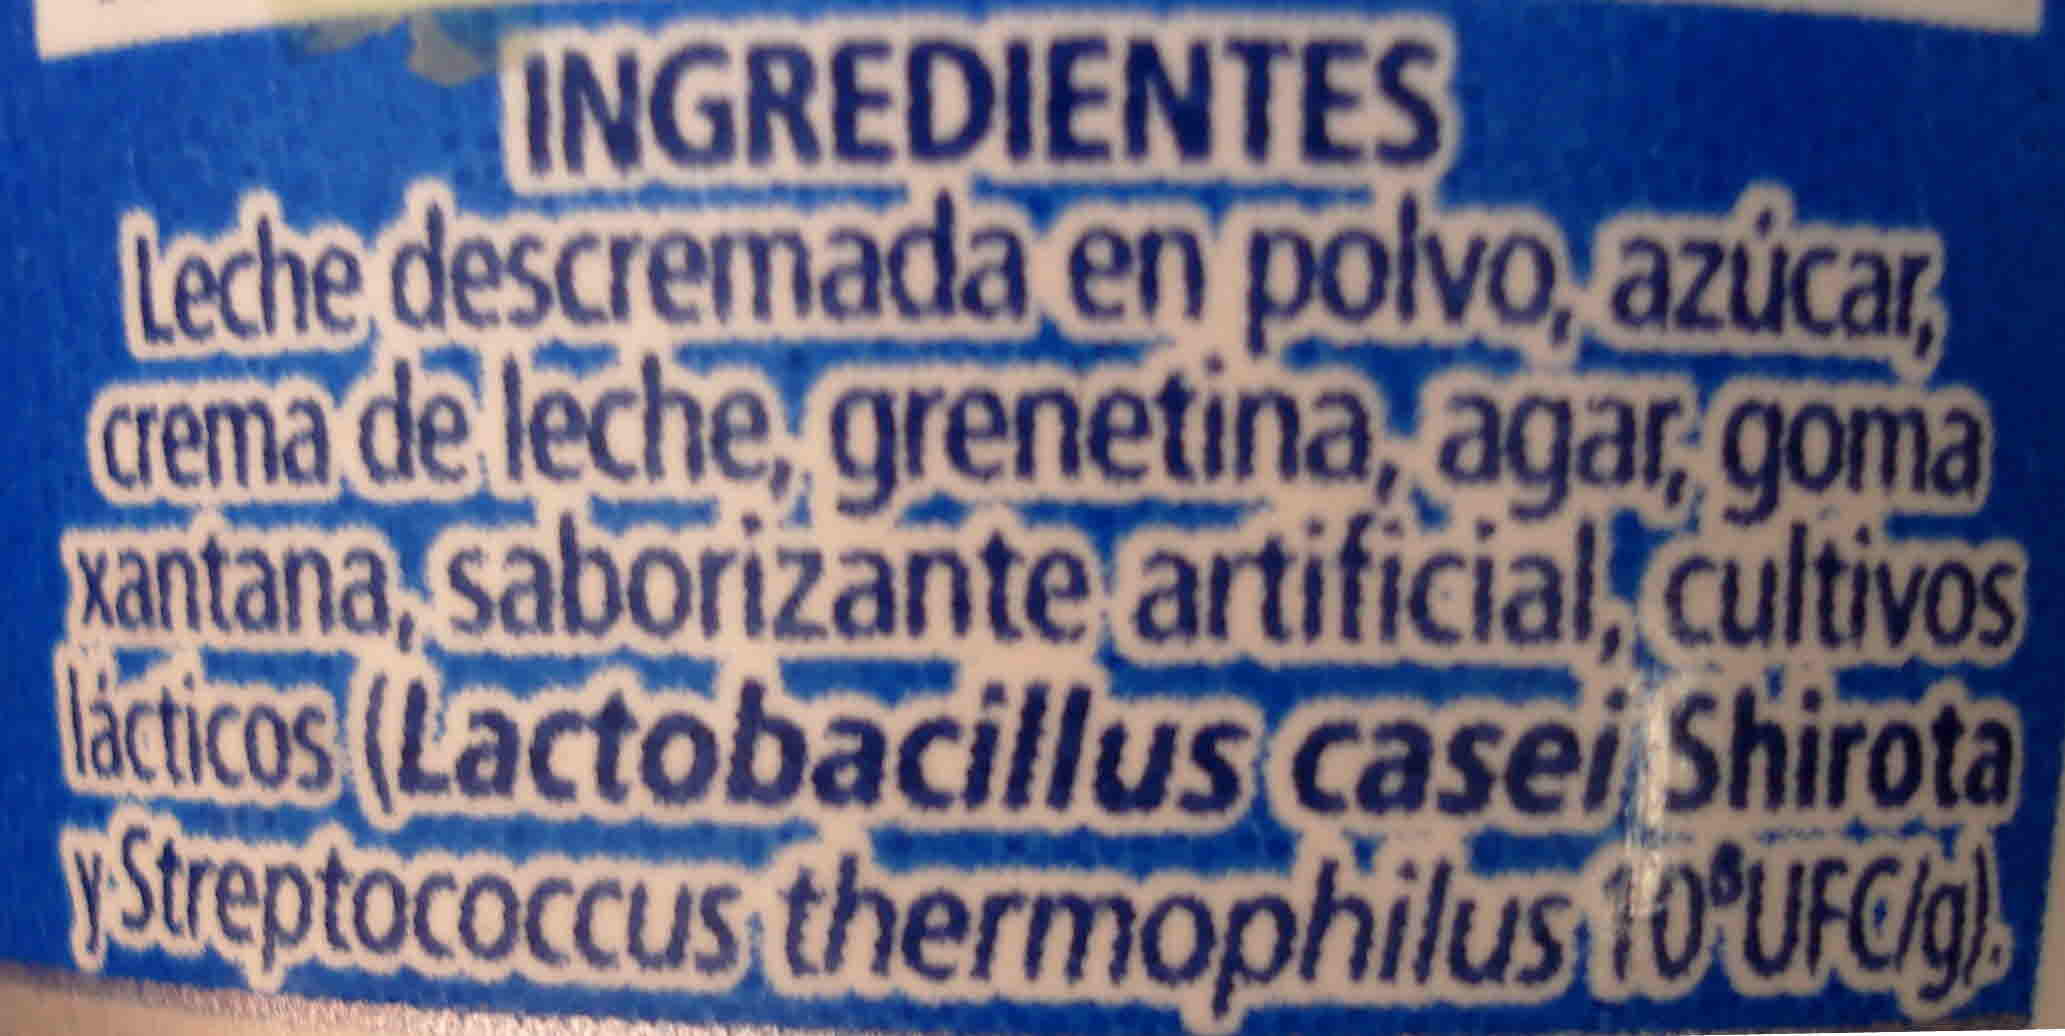 INGREDIENTES
Leche descremada en polvo, azúcar,
crema de leche, grenetina, agar, goma
xantana, saborizante artificial, cultivos
lácticos (Lactobacillus casei Shirota
y Streptococcus thermophilus 10⁸UFC/g).